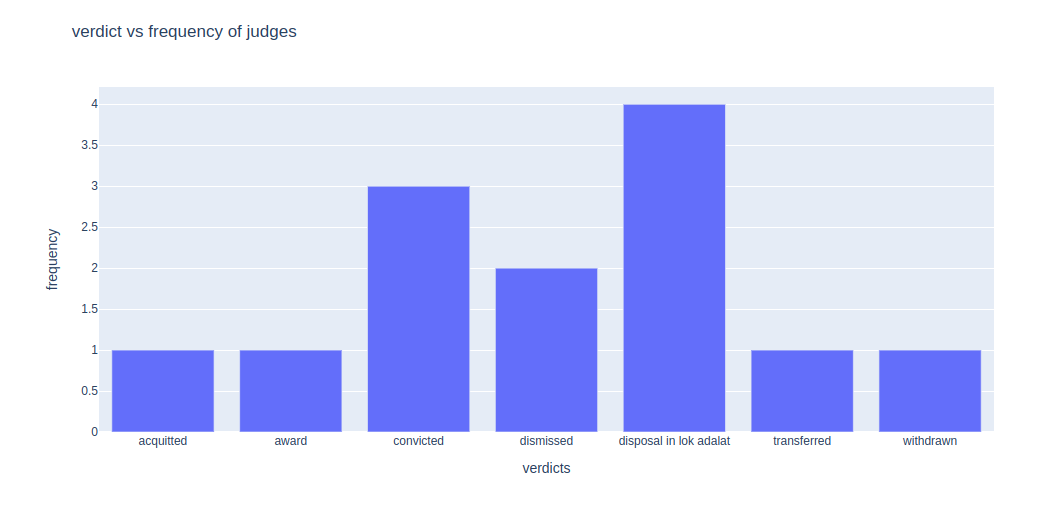 verdict vs frequency of judges
4
3.5
3
2.5
2
1.5
1
0.5
0
frequency
acquitted
award
convicted
dismissed
disposal in lok adalat
transferred
withdrawn
verdicts